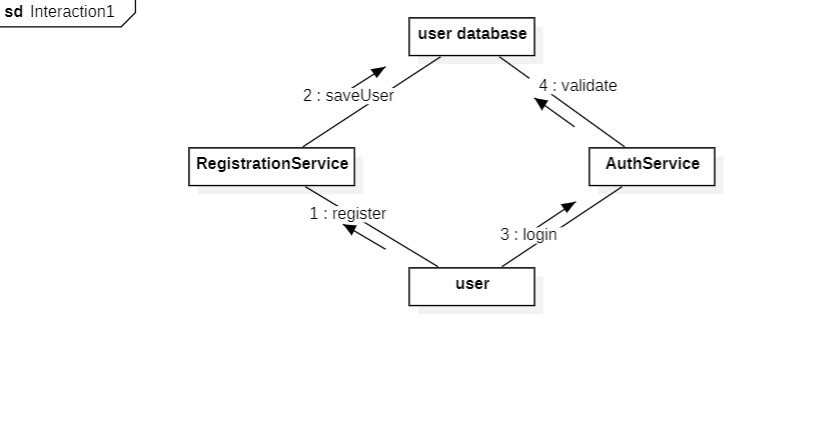 sd Interaction1
user database
2 : saveUser
4 : validate
RegistrationService
AuthService
1 : register
3 : login
user